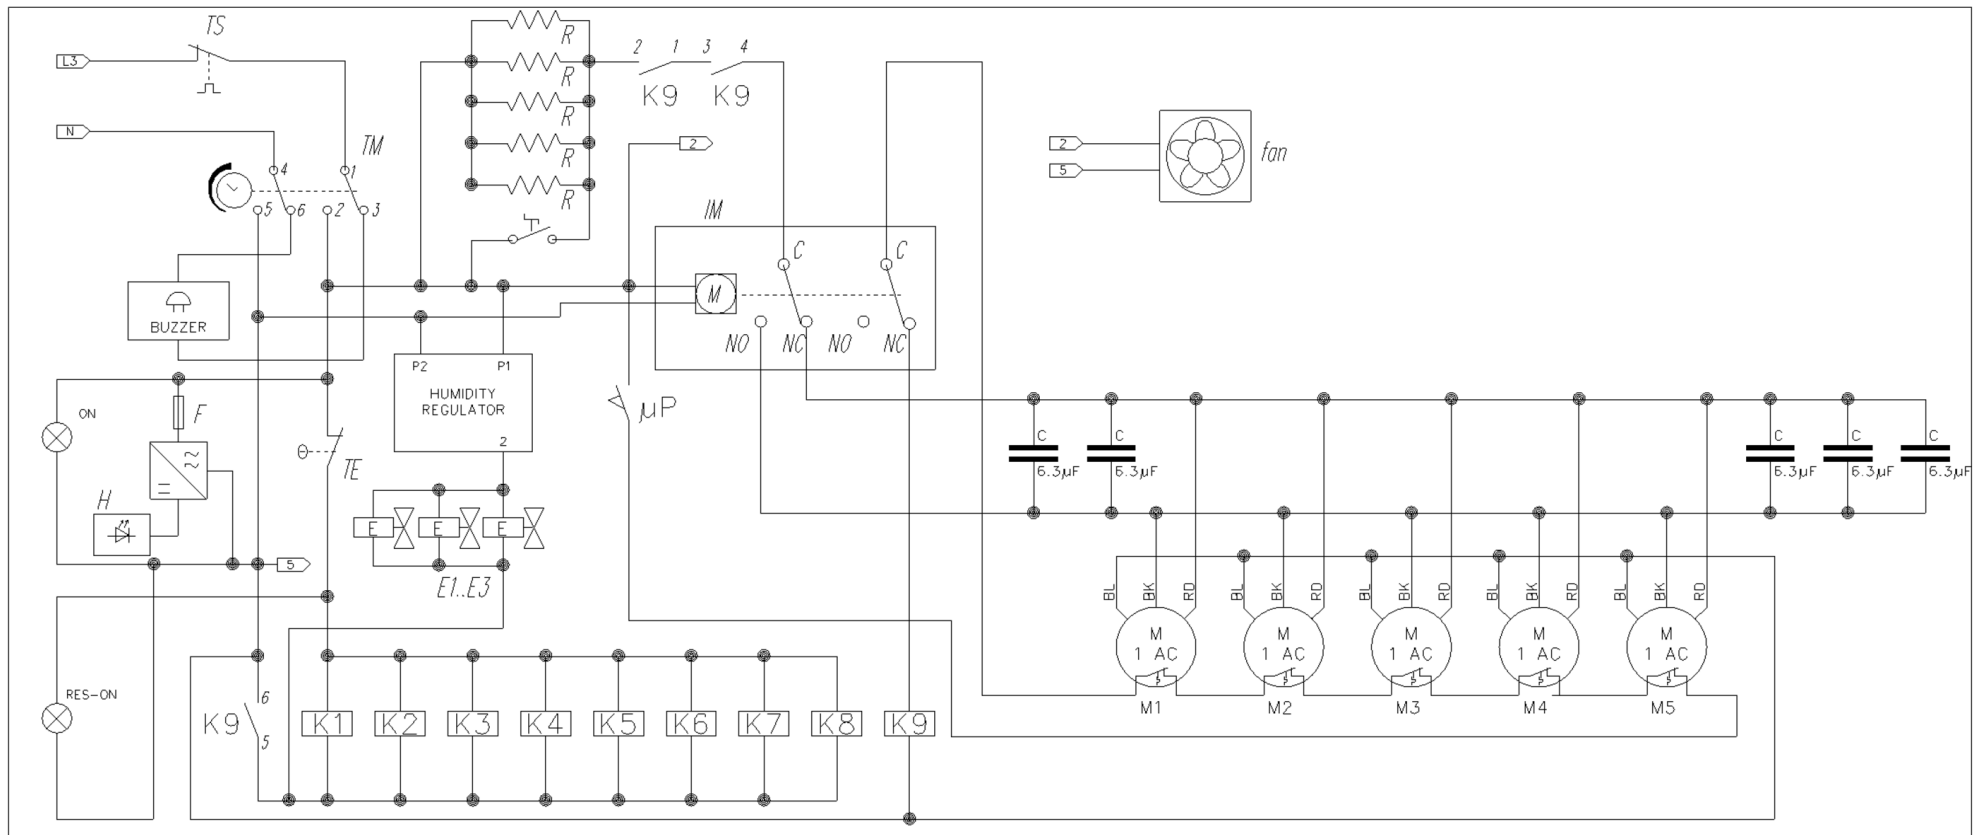 TS
L3
N
TM
4
1
5
6
2
3
BUZZER
ON
F
H
TE
5
RES-ON
R
R
R
R
R
2
1
3
4
K9
K9
2
IM
M
C
C
NO
NC
NO
NC
P2
P1
HUMIDITY
REGULATOR
2
µP
E
E
E
E1..E3
2
5
fan
C
6.3µF
C
6.3µF
C
6.3µF
C
6.3µF
C
6.3µF
BL
BK
RD
BL
BK
RD
BL
BK
RD
BL
BK
RD
BL
BK
RD
M
1 AC
M
1 AC
M
1 AC
M
1 AC
M
1 AC
M1
M2
M3
M4
M5
6
K9
5
K1
K2
K3
K4
K5
K6
K7
K8
K9